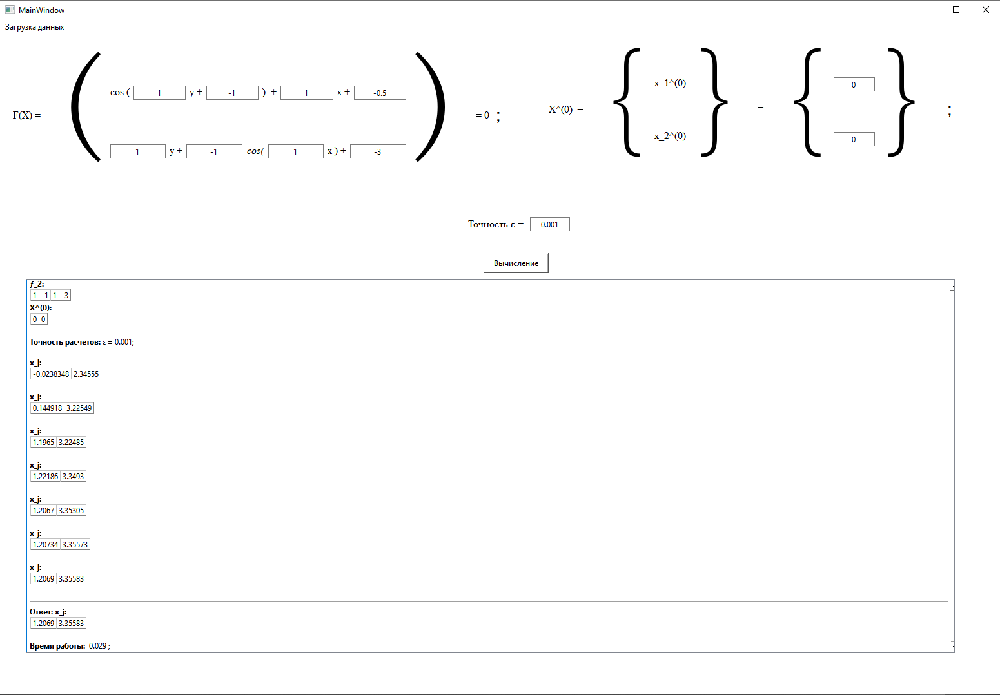 MainWindow
Загрузка данных
F(X) =
cos ( 1 y + -1 ) + 1 x + -0.5
1 y + -1 cos( 1 x ) + -3
= 0 ;
X^(0) =
x_1^(0)
x_2^(0)
=
0
0
;
Точность ε = 0.001
Вычисление
ƒ_2:
1 -1 1 -3
X^(0):
0 0
Точность расчетов: ε = 0.001;
x_j:
-0.0238348 2.34555
x_j:
0.144918 3.22549
x_j:
1.1965 3.22485
x_j:
1.22186 3.3493
x_j:
1.2067 3.35305
x_j:
1.20734 3.35573
x_j:
1.2069 3.35583
Ответ: x_j:
1.2069 3.35583
Время работы: 0.029 ;